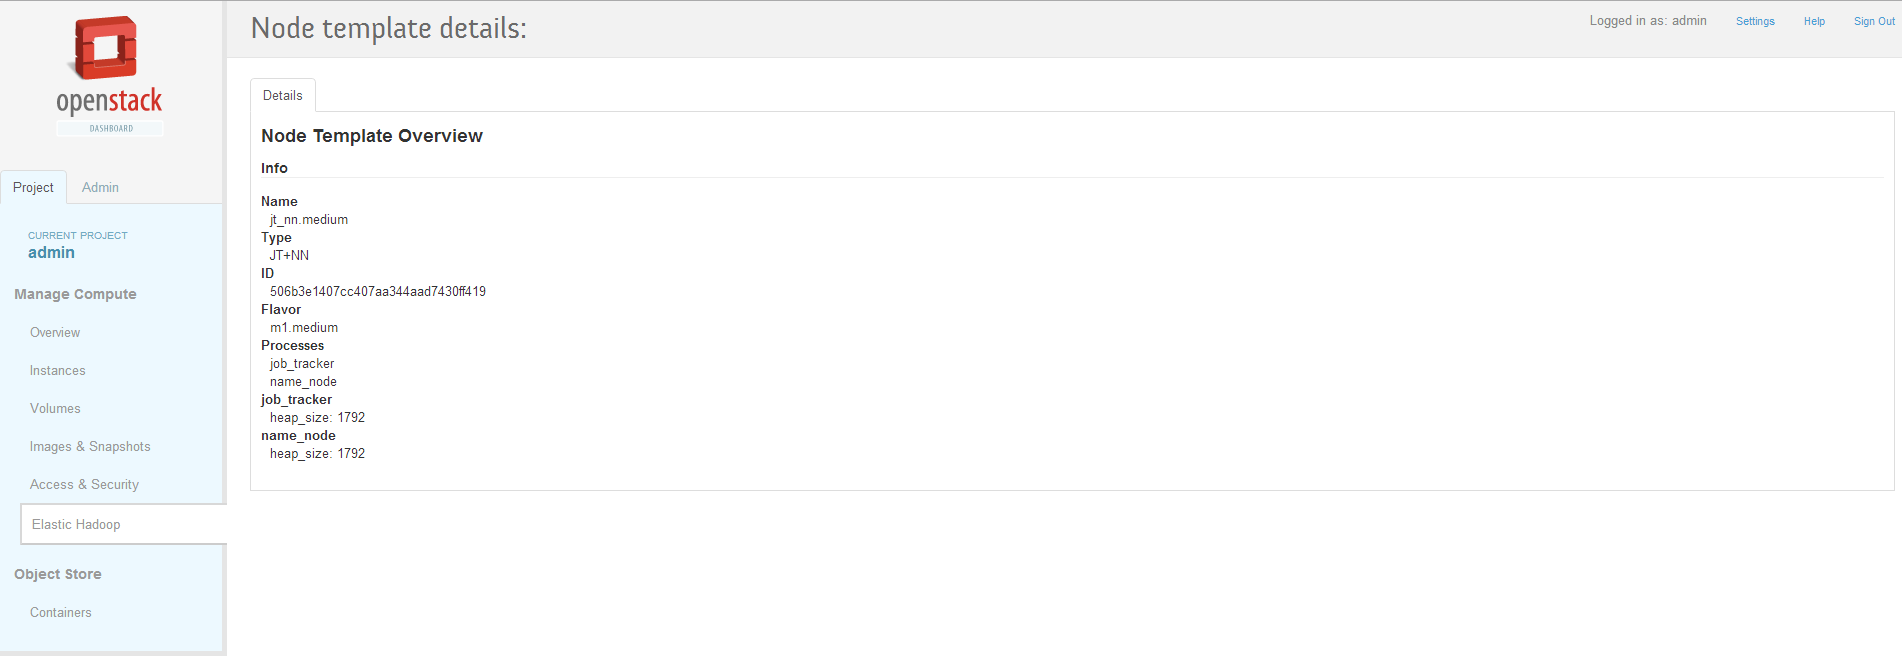 openstack
DASHBOARD
Project
Admin
CURRENT PROJECT
admin
Manage Compute
Overview
Instances
Volumes
Images & Snapshots
Access & Security
Elastic Hadoop
Object Store
Containers
Node template details:
Logged in as: admin
Settings
Help
Sign Out
Details
Node Template Overview
Info
Name
jt_nn.medium
Type
JT+NN
ID
506b3e1407cc407aa344aad7430ff419
Flavor
m1.medium
Processes
job_tracker
name_node
job_tracker
heap_size: 1792
name_node
heap_size: 1792